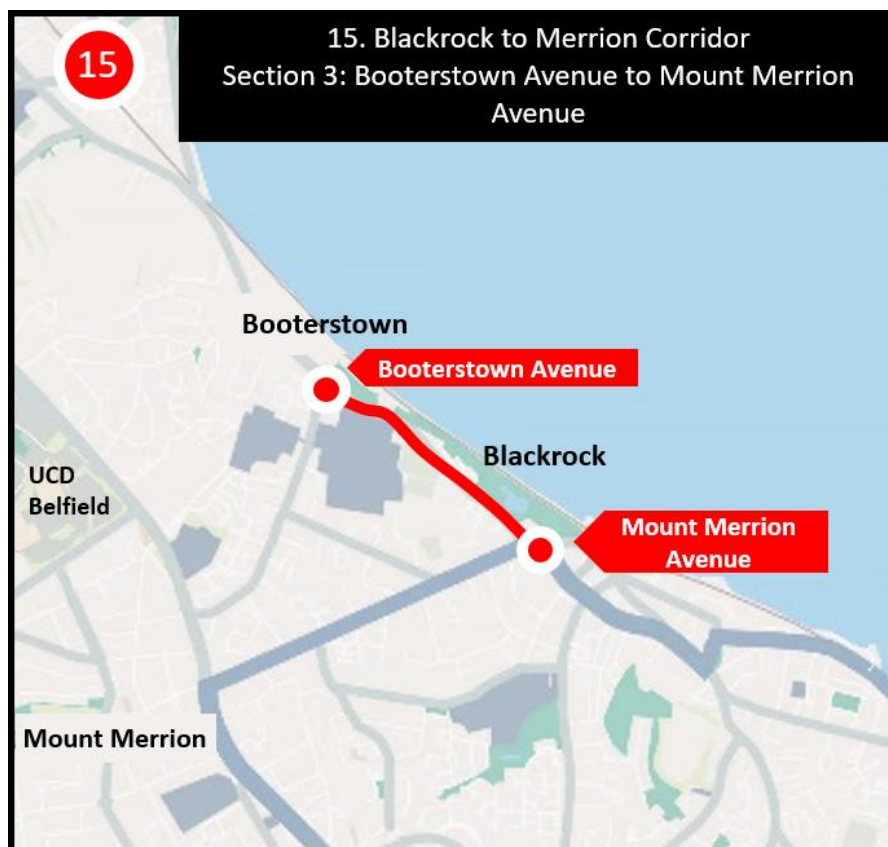 15
15. Blackrock to Merrion Corridor
Section 3: Booterstown Avenue to Mount Merrion
Avenue
Booterstown
Booterstown Avenue
Blackrock
UCD
Belfield
Mount Merrion
Avenue
Mount Merrion